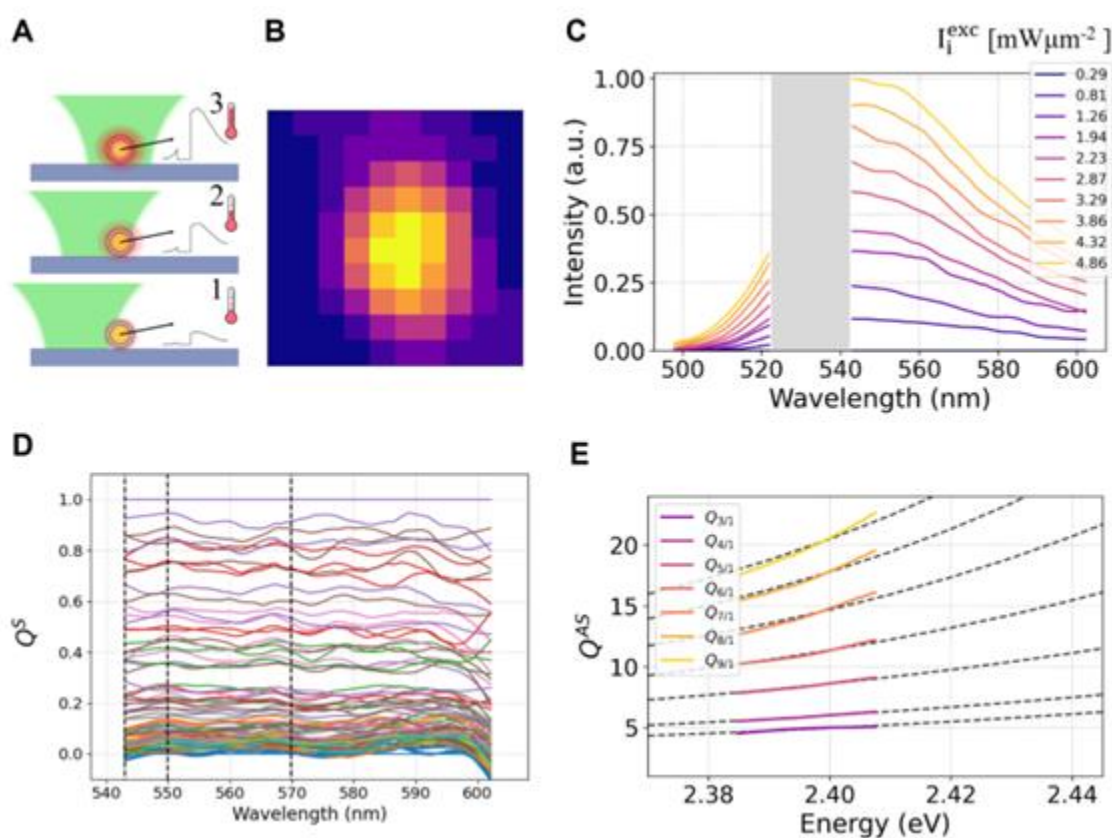 A
B
C
3
2
1
I_i^exc [mWμm⁻²]
1.00
0.75
0.50
0.25
0.00
Intensity (a.u.)
0.29
0.81
1.26
1.94
2.23
2.87
3.29
3.86
4.32
4.86
500
520
540
560
580
600
Wavelength (nm)
D
1.0
0.8
0.6
0.4
0.2
0.0
Q^S
540
550
560
570
580
590
600
Wavelength (nm)
E
20
15
10
5
Q^AS
Q_3/1
Q_4/1
Q_5/1
Q_6/1
Q_7/1
Q_8/1
Q_9/1
2.38
2.40
2.42
2.44
Energy (eV)